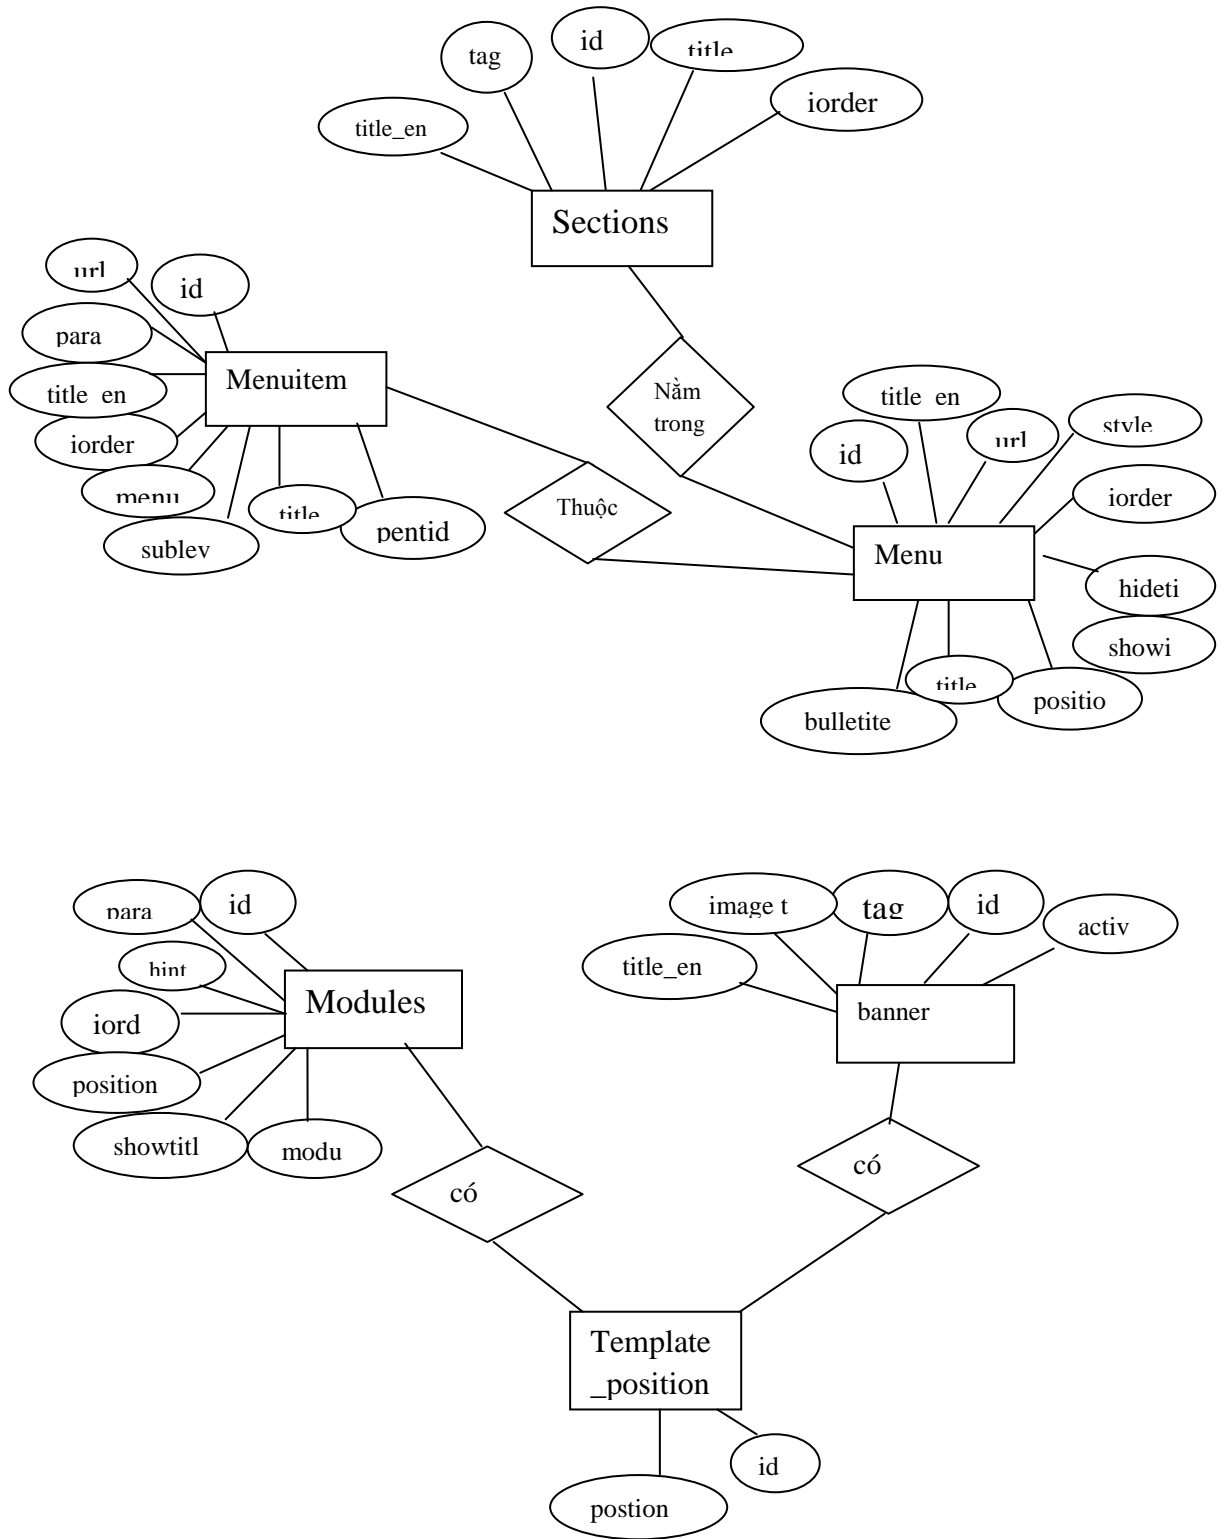 tag
id
title
iorder
title_en
Sections
url
id
para
Menuitem
title_en
iorder
menu
sublev
title
pentid
Nằm
trong
Thuộc
title_en
id
url
style
iorder
Menu
hideti
showi
title
positio
bulletite
para
id
hint
Modules
iord
position
showtitl
modu
có
image t
tag
id
activ
title_en
banner
có
Template
_position
id
postion